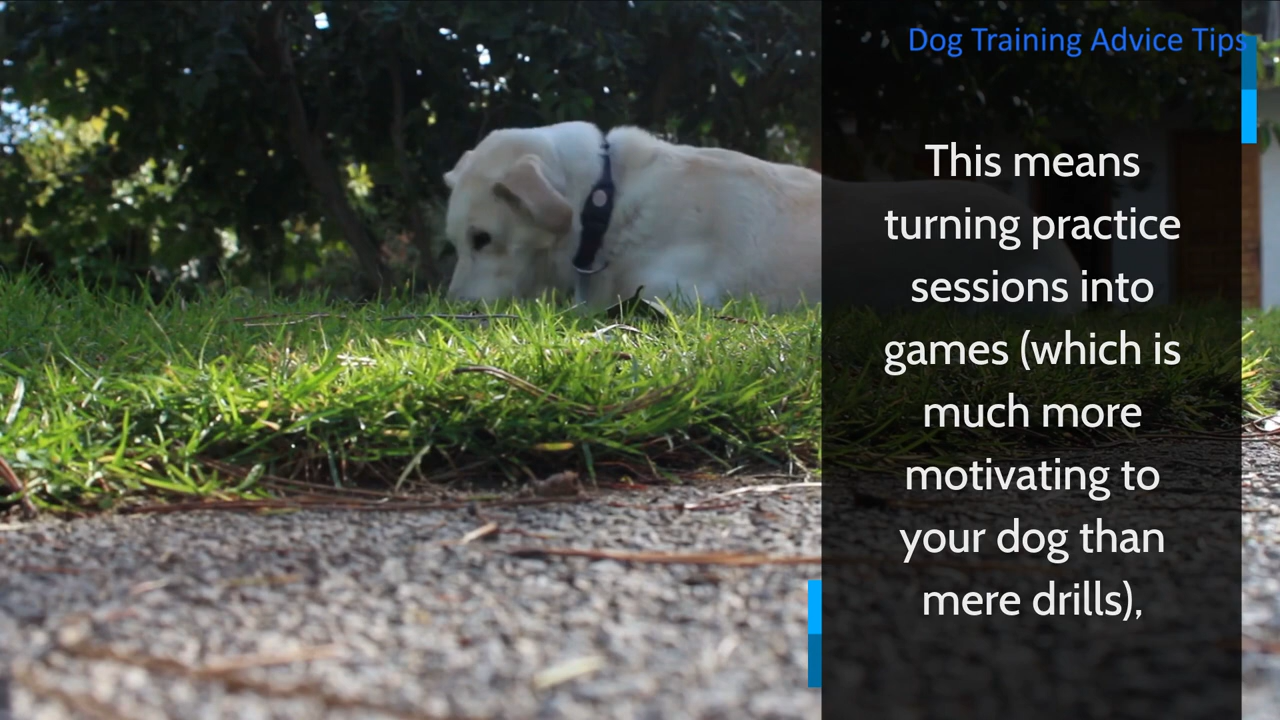 Dog Training Advice Tips
This means
turning practice
sessions into
games (which is
much more
motivating to
your dog than
mere drills),